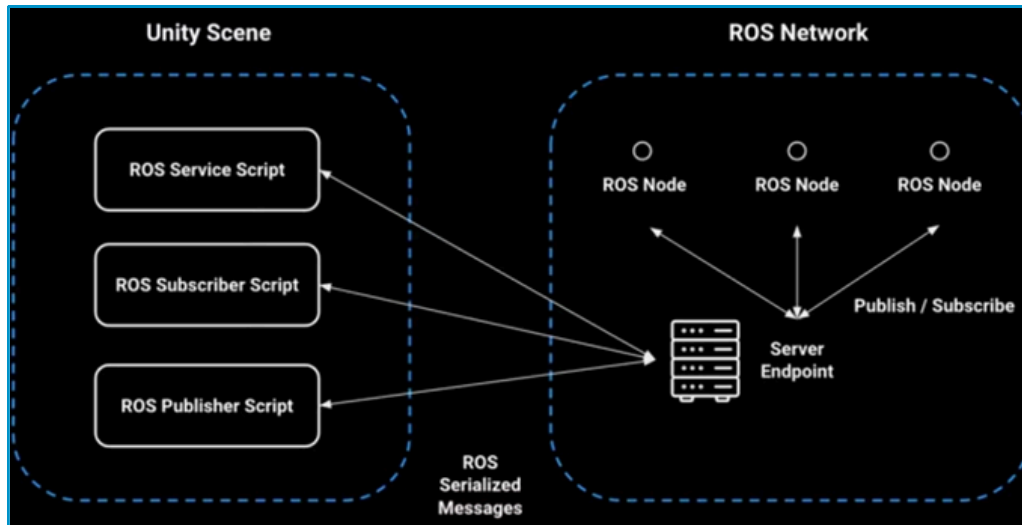 Unity Scene
ROS Network
ROS Service Script
ROS Subscriber Script
ROS Publisher Script
ROS
Serialized
Messages
ROS Node
ROS Node
ROS Node
Publish / Subscribe
Server
Endpoint